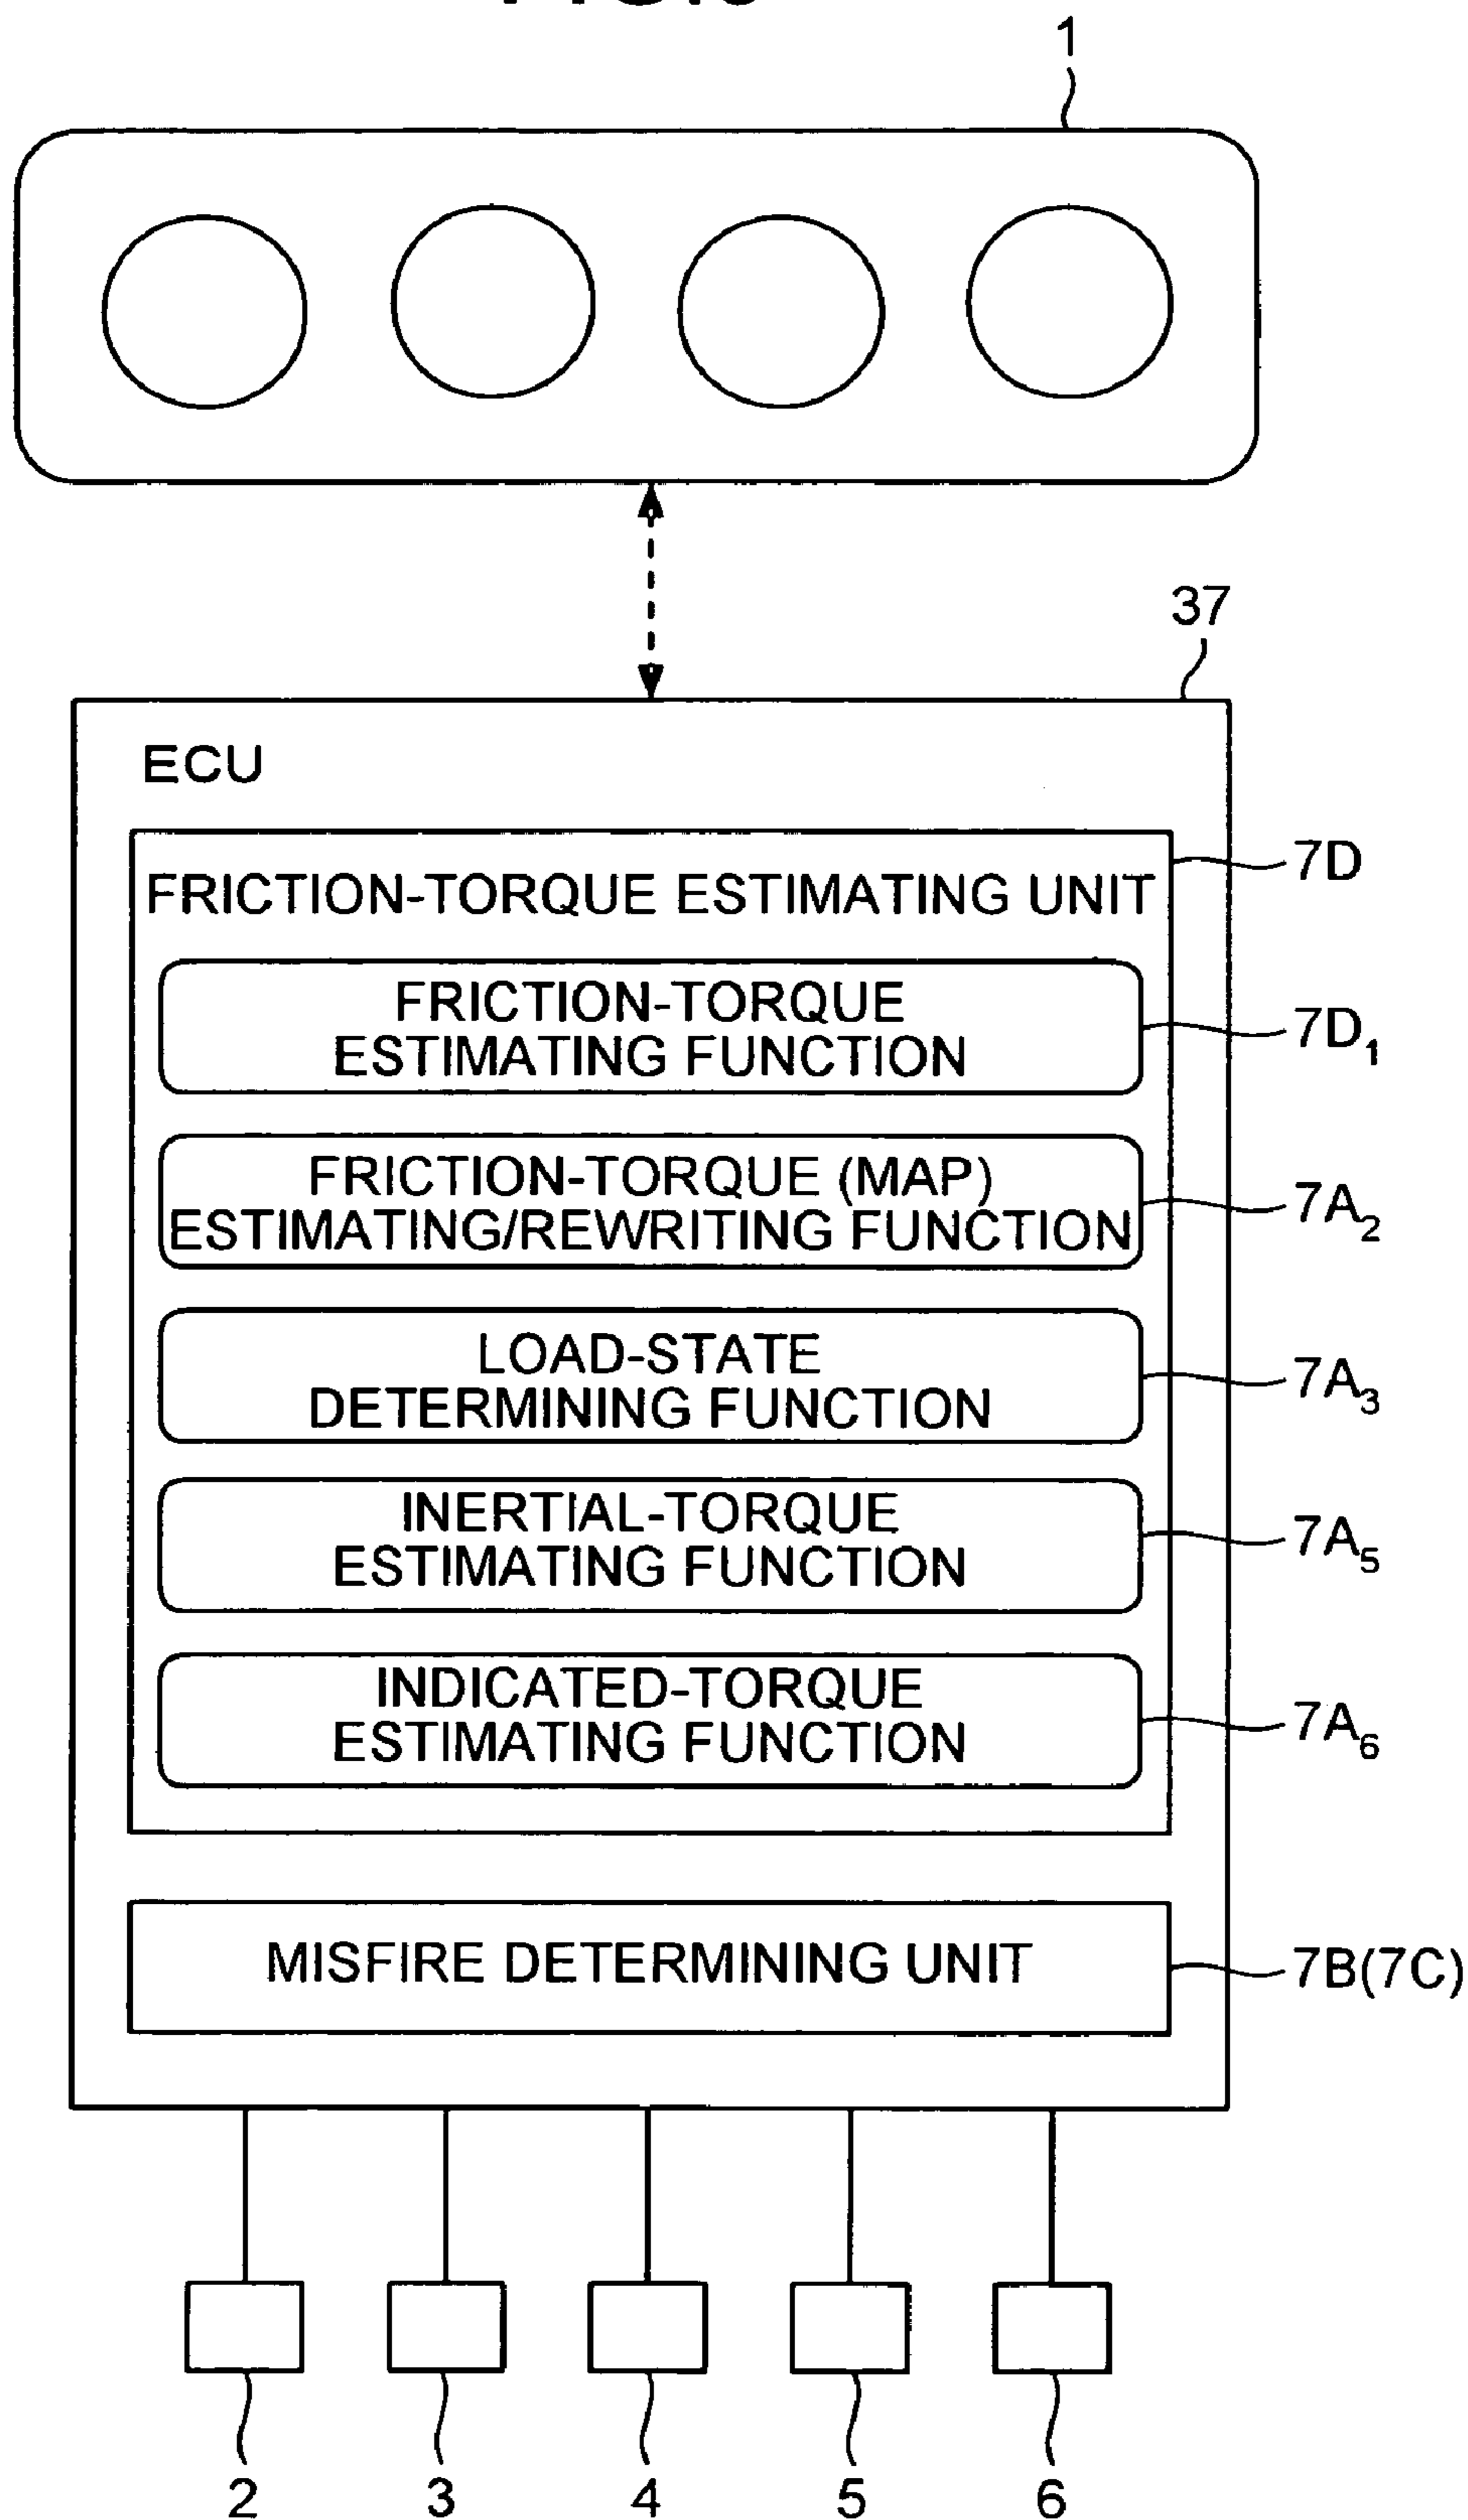 1
37
ECU
7D
FRICTION-TORQUE ESTIMATING UNIT
FRICTION-TORQUE
ESTIMATING FUNCTION
7D1
FRICTION-TORQUE (MAP)
ESTIMATING/REWRITING FUNCTION
7A2
LOAD-STATE
DETERMINING FUNCTION
7A3
INERTIAL-TORQUE
ESTIMATING FUNCTION
7A5
INDICATED-TORQUE
ESTIMATING FUNCTION
7A6
MISFIRE DETERMINING UNIT
7B(7C)
2 3 4 5 6